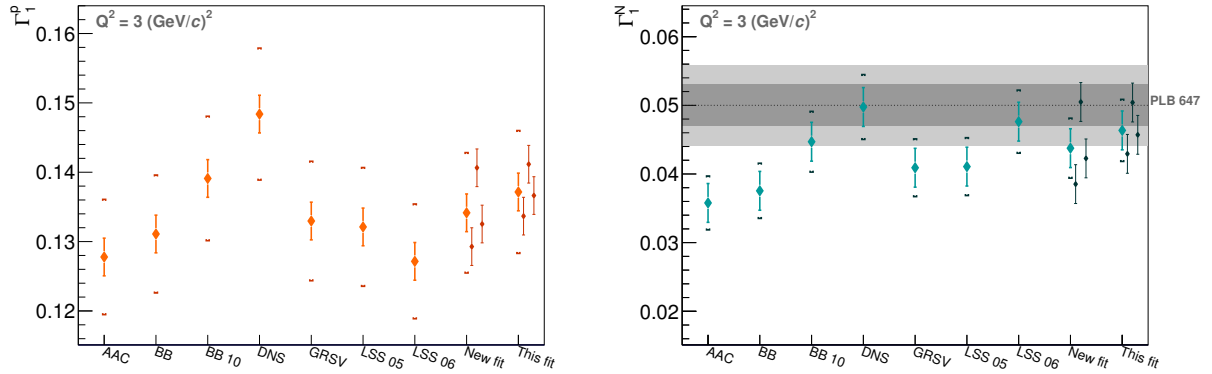 Γ₁ᵖ
Q² = 3 (GeV/c)²
0.16
0.15
0.14
0.13
0.12
AAC
BB
BB 10
DNS
GRSV
LSS 05
LSS 06
New fit
This fit
Γ₁ᴺ
Q² = 3 (GeV/c)²
0.06
0.05
0.04
0.03
0.02
PLB 647
AAC
BB
BB 10
DNS
GRSV
LSS 05
LSS 06
New fit
This fit